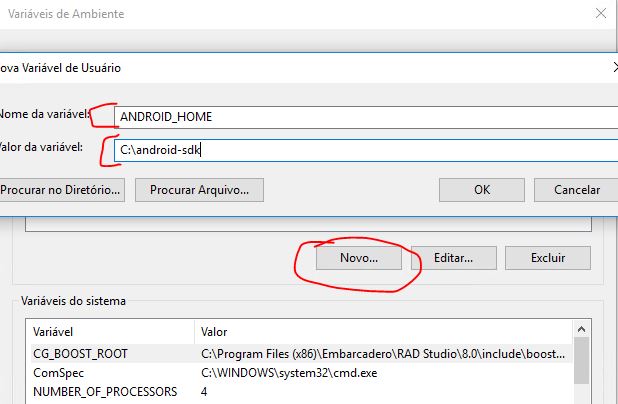 Variáveis de Ambiente
ova Variável de Usuário
Nome da variável:
ANDROID_HOME
Valor da variável:
C:\android-sdk
Procurar no Diretório...
Procurar Arquivo...
OK
Cancelar
Novo...
Editar...
Excluir
Variáveis do sistema
Variável Valor
CG_BOOST_ROOT C:\Program Files (x86)\Embarcadero\RAD Studio\8.0\include\boost...
ComSpec C:\WINDOWS\system32\cmd.exe
NUMBER_OF_PROCESSORS 4